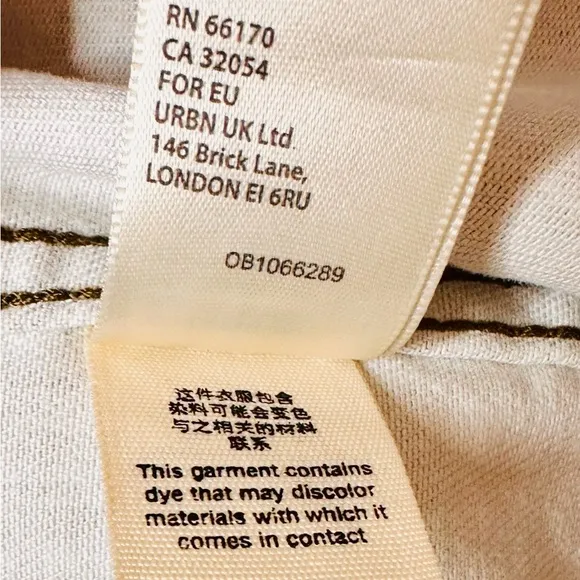 RN 66170
CA 32054
FOR EU
URBN UK Ltd.
146 Brick Lane,
LONDON EI 6RU
OB1066289
这件衣服包含
染料可能会变色
与之相关的材料
联系
This garment contains
dye that may discolor
materials with which it
comes in contact